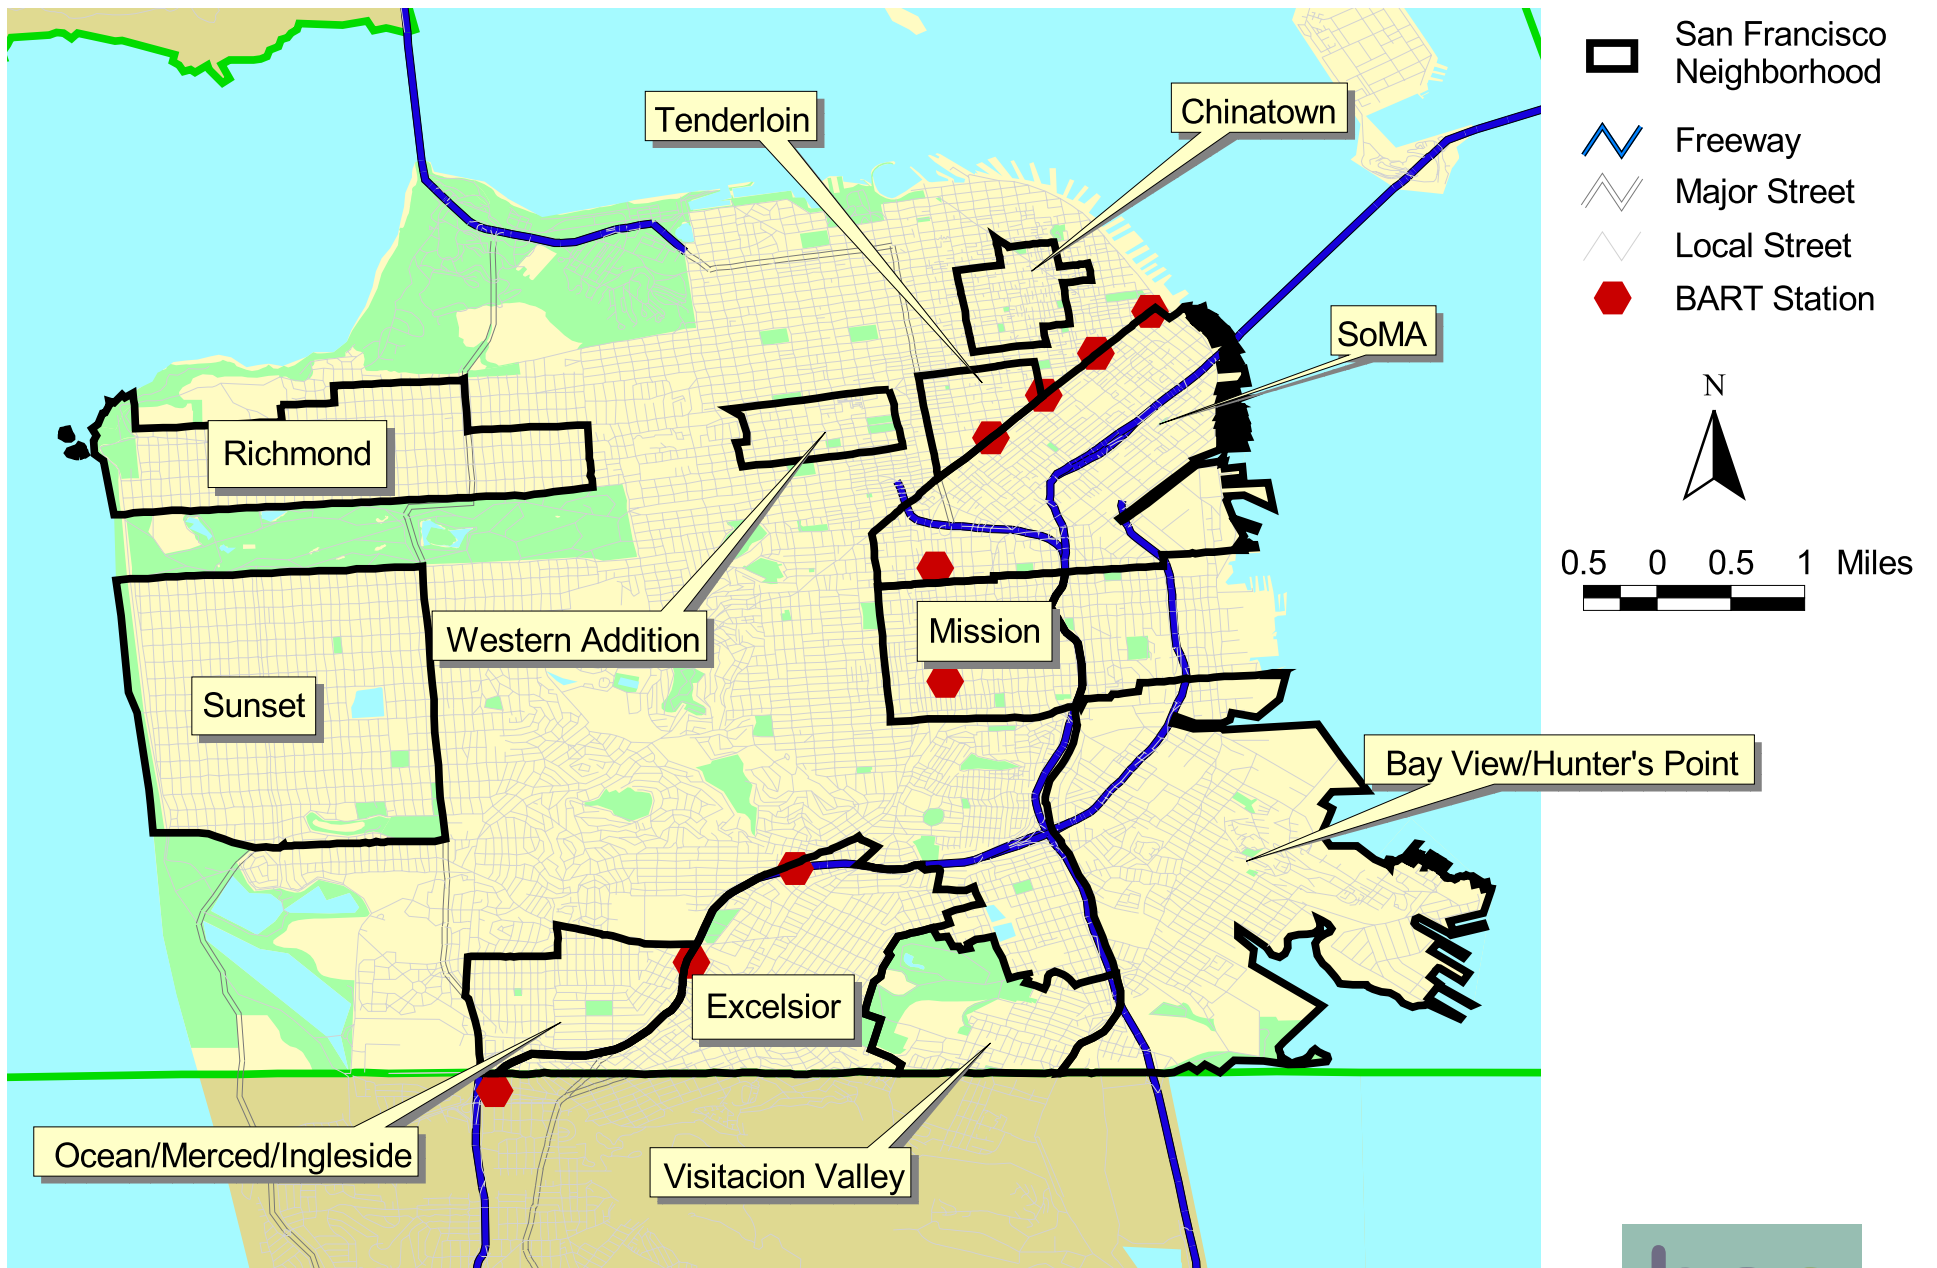 San Francisco
Neighborhood
Freeway
Major Street
Local Street
BART Station
N
0.5 0 0.5 1 Miles
Tenderloin
Chinatown
SoMA
Richmond
Western Addition
Mission
Sunset
Bay View/Hunter's Point
Excelsior
Ocean/Merced/Ingleside
Visitacion Valley